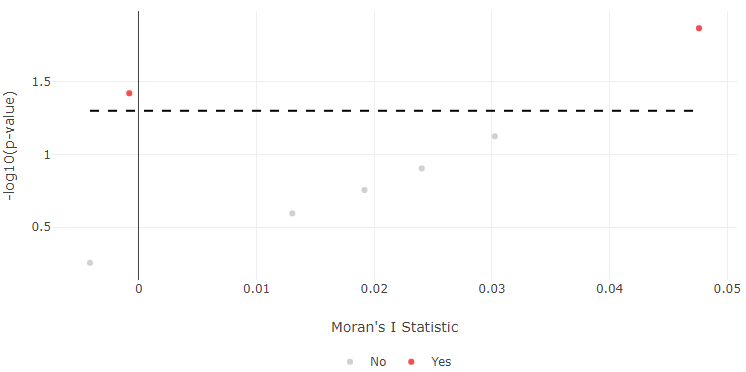 -log10(p-value)
1.5
1
0.5
0
0.01
0.02
0.03
0.04
0.05
Moran's I Statistic
No
Yes